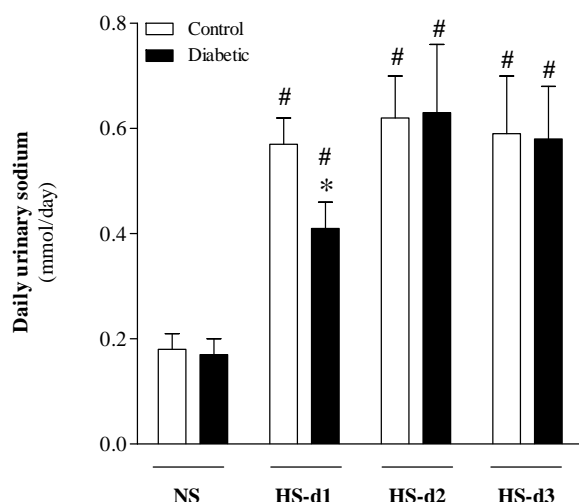 Control
Diabetic
Daily urinary sodium
(mmol/day)
0.8
0.6
0.4
0.2
0.0
# # # # #
# *
NS HS-d1 HS-d2 HS-d3